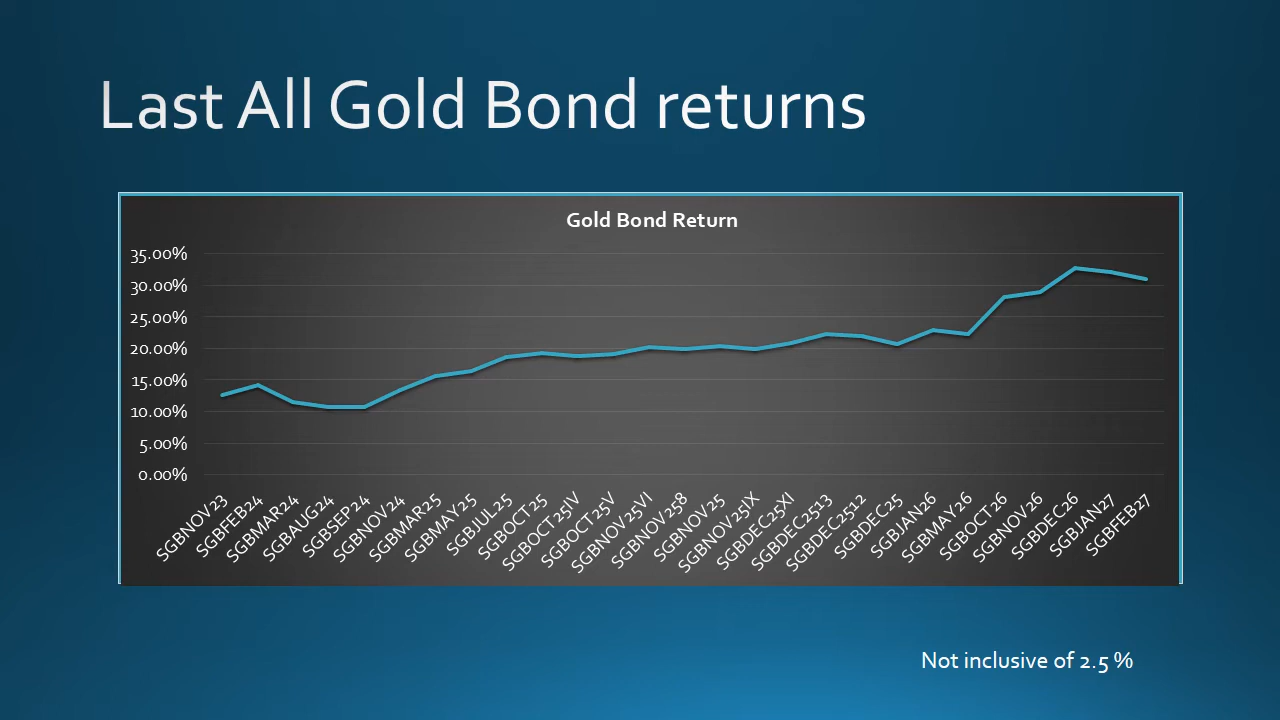 Last All Gold Bond returns
Gold Bond Return
35.00%
30.00%
25.00%
20.00%
15.00%
10.00%
5.00%
0.00%
SGBNOV23
SGBFEB24
SGBMAR24
SGBAUG24
SGBSEP24
SGBNOV24
SGBMAR25
SGBMAY25
SGBJUL25
SGBOCT25
SGBOCT25IV
SGBOCT25V
SGBNOV25VI
SGBNOV258
SGBNOV25
SGBNOV25IX
SGBDEC25XI
SGBDEC2513
SGBDEC2512
SGBDEC25
SGBJAN26
SGBMAY26
SGBOCT26
SGBNOV26
SGBDEC26
SGBJAN27
SGBFEB27
Not inclusive of 2.5 %